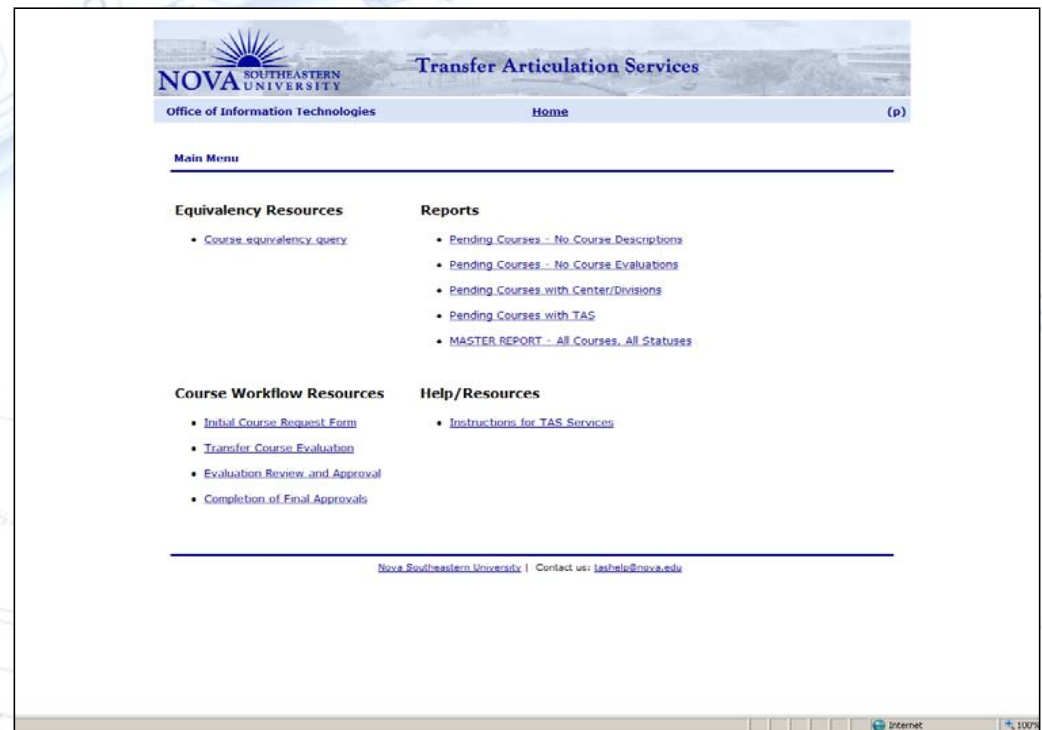 NOVA SOUTHEASTERN
UNIVERSITY
Transfer Articulation Services
Office of Information Technologies Home (p)
Main Menu
Equivalency Resources
• Course equivalency query
Reports
• Pending Courses - No Course Descriptions
• Pending Courses - No Course Evaluations
• Pending Courses with Center/Divisions
• Pending Courses with TAS
• MASTER REPORT - All Courses, All Statuses
Course Workflow Resources
• Initial Course Request Form
• Transfer Course Evaluation
• Evaluation Review and Approval
• Completion of Final Approvals
Help/Resources
• Instructions for TAS Services
Nova Southeastern University | Contact us: tashelp@nova.edu
Internet 100%